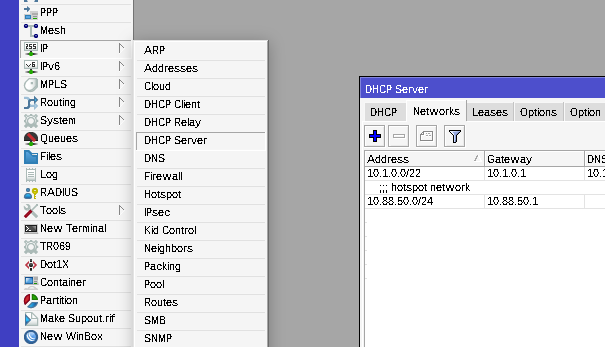 PPP
Mesh
IP
IPv6
MPLS
Routing
System
Queues
Files
Log
RADIUS
Tools
New Terminal
TR069
Dot1X
Container
Partition
Make Supout.rif
New WinBox
ARP
Addresses
Cloud
DHCP Client
DHCP Relay
DHCP Server
DNS
Firewall
Hotspot
IPsec
Kid Control
Neighbors
Packing
Pool
Routes
SMB
SNMP
DHCP Server
DHCP Networks Leases Options Option
Address Gateway DNS
10.1.0.0/22 10.1.0.1 10.1
;;; hotspot network
10.88.50.0/24 10.88.50.1